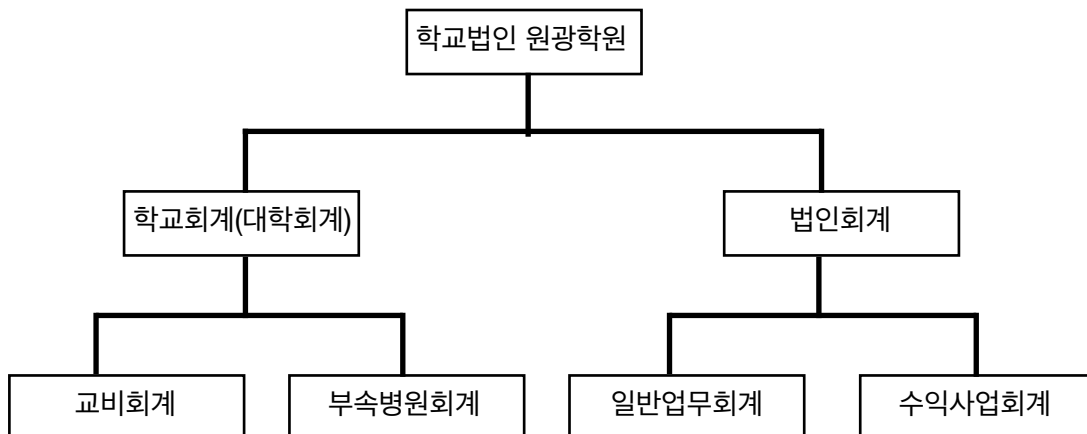 학교법인 원광학원
학교회계(대학회계)
법인회계
교비회계
부속병원회계
일반업무회계
수익사업회계